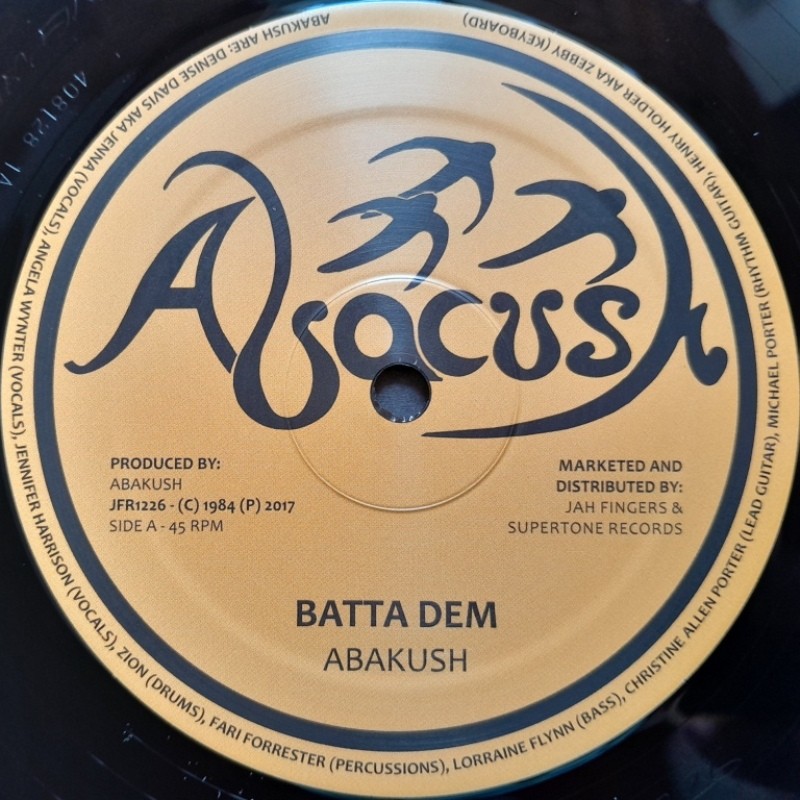 Abacush
PRODUCED BY:
ABAKUSH
JFR1226 - (C) 1984 (P) 2017
SIDE A - 45 RPM
MARKETED AND
DISTRIBUTED BY:
JAH FINGERS &
SUPERTONE RECORDS
BATTA DEM
ABAKUSH
ABAKUSH ARE: DENISE DAVIS AKA JENNA (VOCALS), ANGELA WYNTER (VOCALS), JENNIFER HARRISON (VOCALS), ZION (DRUMS), FARI FORRESTER (PERCUSSIONS), LORRAINE FLYNN (BASS), CHRISTINE ALLEN PORTER (LEAD GUITAR), MICHAEL PORTER (RHYTHM GUITAR), HENRY HOLDER AKA ZEBBY (KEYBOARD)
408128 1A